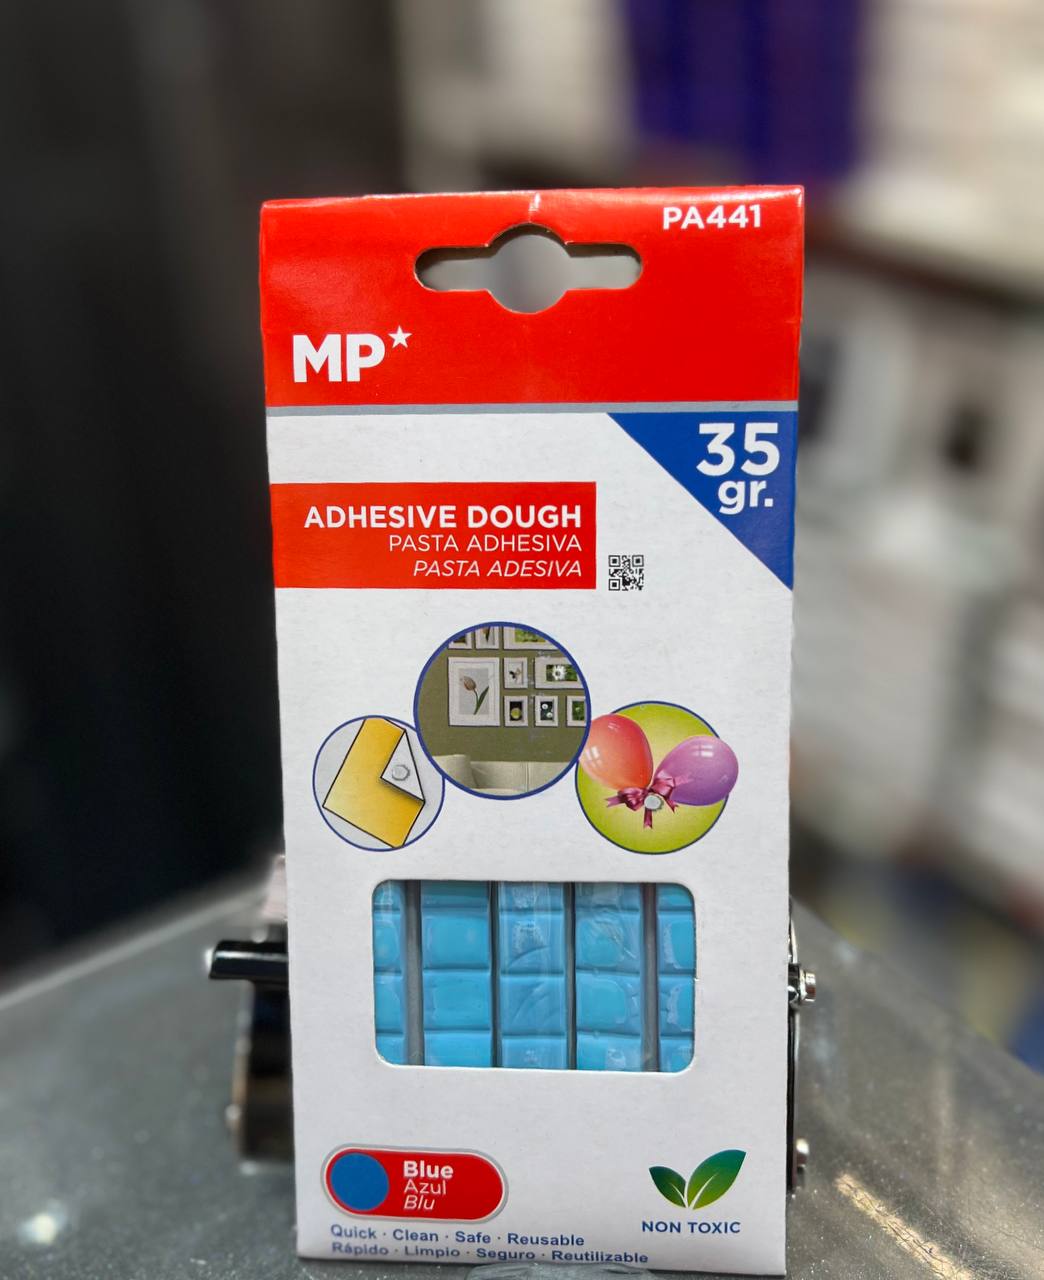 PA441
MP
35
gr.
ADHESIVE DOUGH
PASTA ADHESIVA
PASTA ADESIVA
Blue
Azul
Blu
NON TOXIC
Quick · Clean · Safe · Reusable
Rápido · Limpio · Seguro · Reutilizable